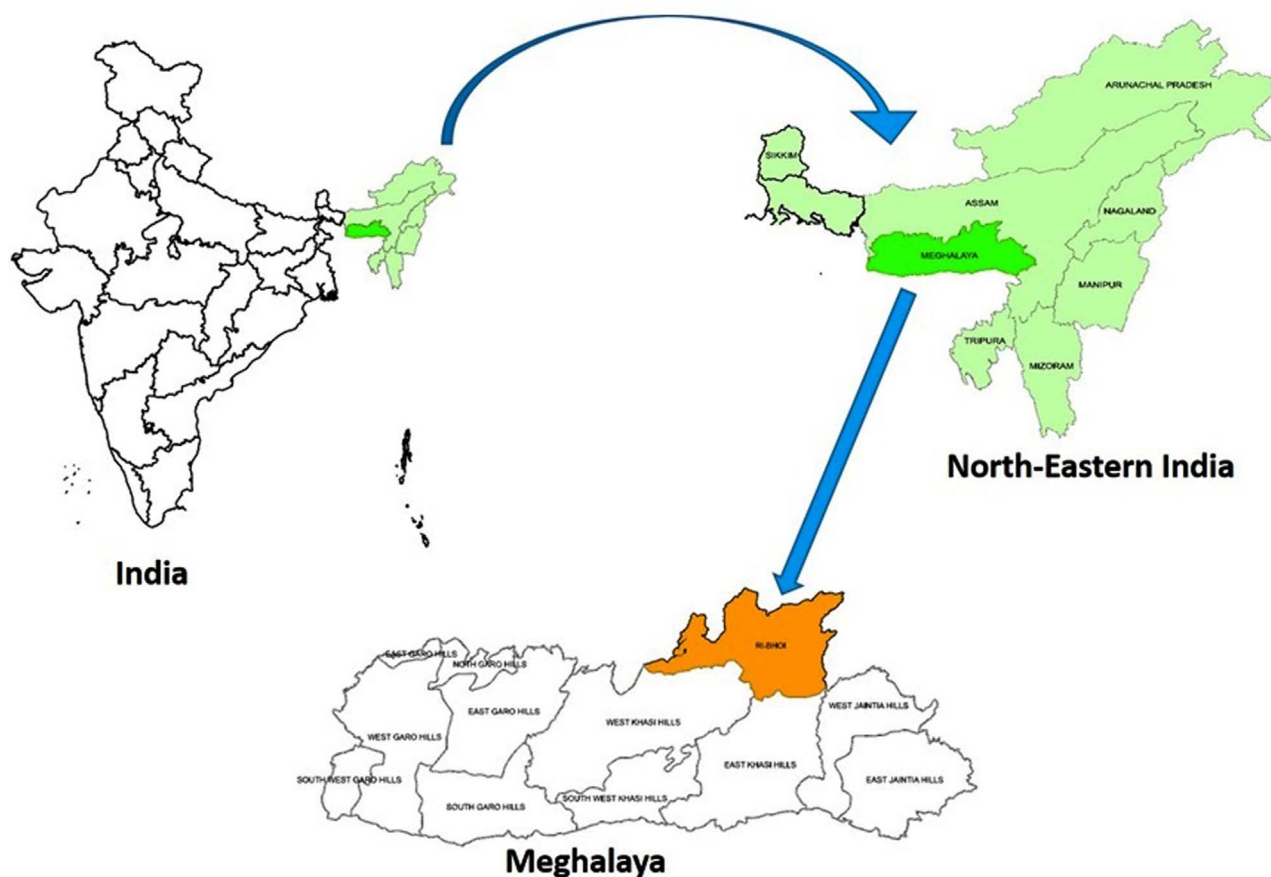 ARUNACHAL PRADESH
SIKKIM
ASSAM
NAGALAND
MEGHALAYA
MANIPUR
TRIPURA
MIZORAM
North-Eastern India
India
RI-BHOI
EAST GARO HILLS
NORTH GARO HILLS
EAST GARO HILLS
WEST KHASI HILLS
WEST JAINTIA HILLS
WEST GARO HILLS
EAST KHASI HILLS
SOUTH WEST GARO HILLS
EAST JAINTIA HILLS
SOUTH WEST KHASI HILLS
SOUTH GARO HILLS
Meghalaya